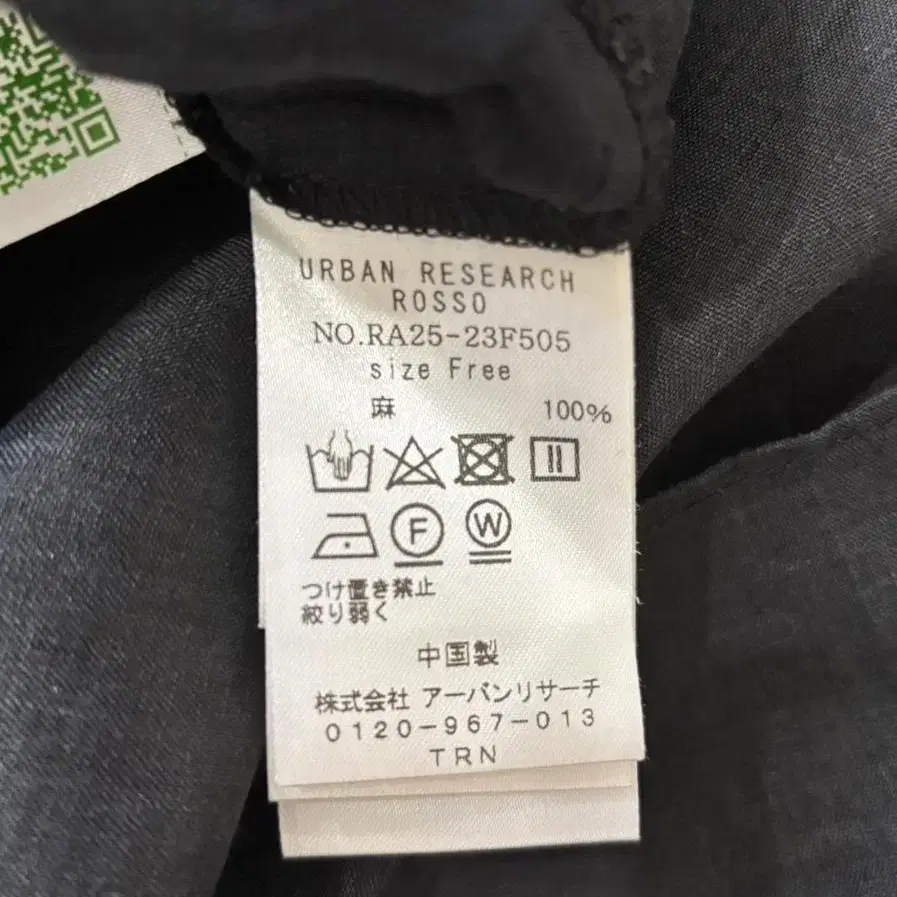 URBAN RESEARCH
ROSSO
NO.RA25-23F505
size Free
麻 100%
F W
つけ置き禁止
絞り弱く
中国製
株式会社 アーバンリサーチ
0120-967-013
TRN